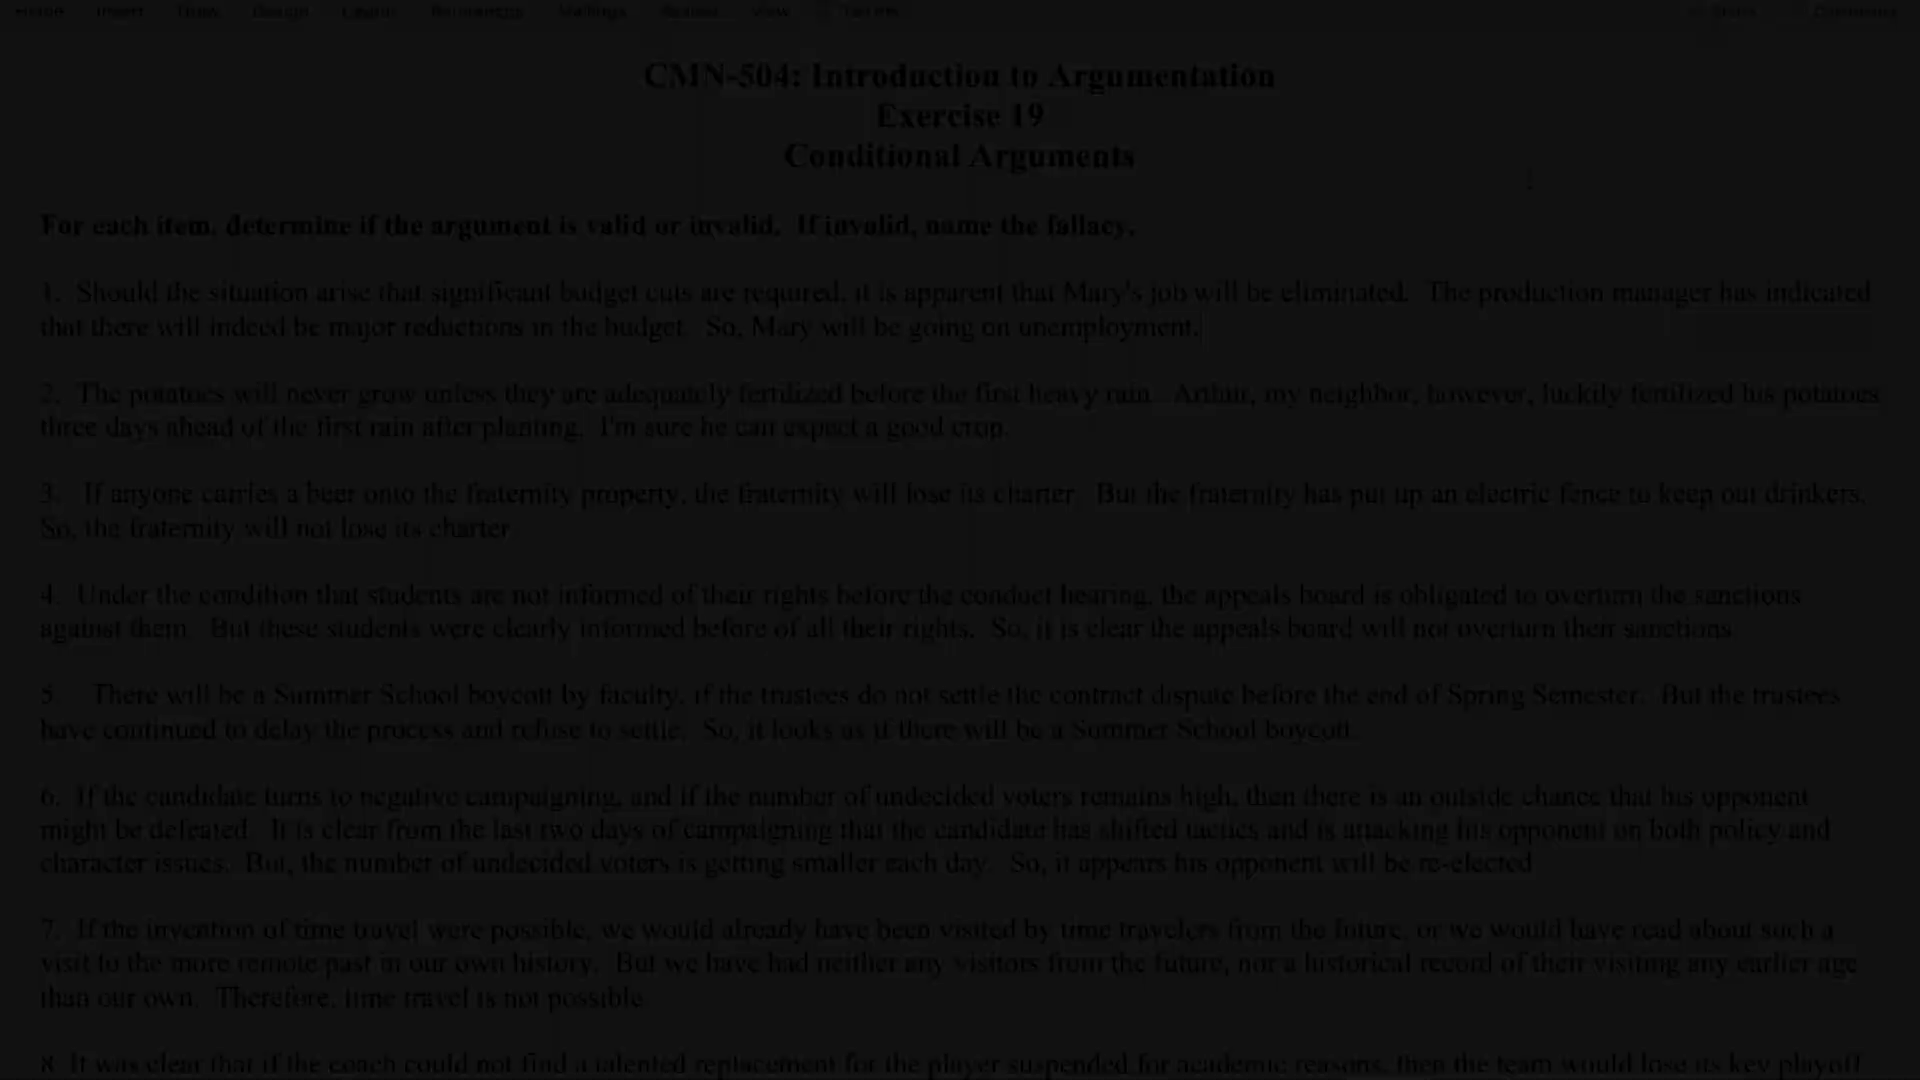 Home Insert Draw Design Layout References Mailings Review View Share Comments
CMN-504: Introduction to Argumentation
Exercise 19
Conditional Arguments
For each item, determine if the argument is valid or invalid. If invalid, name the fallacy.
1. Should the situation arise that significant budget cuts are required, it is apparent that Mary's job will be eliminated. The production manager has indicated
that there will indeed be major reductions in the budget. So, Mary will be going on unemployment.
2. The potatoes will never grow unless they are adequately fertilized before the first heavy rain. Arthur, my neighbor, however, luckily fertilized his potatoes
three days ahead of the first rain after planting. I'm sure he can expect a good crop.
3. If anyone carries a beer onto the fraternity property, the fraternity will lose its charter. But the fraternity has put up an electric fence to keep out drinkers.
So, the fraternity will not lose its charter.
4. Under the condition that students are not informed of their rights before the conduct hearing, the appeals board is obligated to overturn the sanctions
against them. But these students were clearly informed before of all their rights. So, it is clear the appeals board will not overturn their sanctions.
5. There will be a Summer School boycott by faculty, if the trustees do not settle the contract dispute before the end of Spring Semester. But the trustees
have continued to delay the process and refuse to settle. So, it looks as if there will be a Summer School boycott.
6. If the candidate turns to negative campaigning, and if the number of undecided voters remains high, then there is an outside chance that his opponent
might be defeated. It is clear from the last two days of campaigning that the candidate has shifted tactics and is attacking his opponent on both policy and
character issues. But, the number of undecided voters is getting smaller each day. So, it appears his opponent will be re-elected.
7. If the invention of time travel were possible, we would already have been visited by time travelers from the future, or we would have read about such a
visit to the more remote past in our own history. But we have had neither any visitors from the future, nor a historical record of their visiting any earlier age
than our own. Therefore, time travel is not possible.
8. It was clear that if the coach could not find a talented replacement for the player suspended for academic reasons, then the team would lose its key playoff